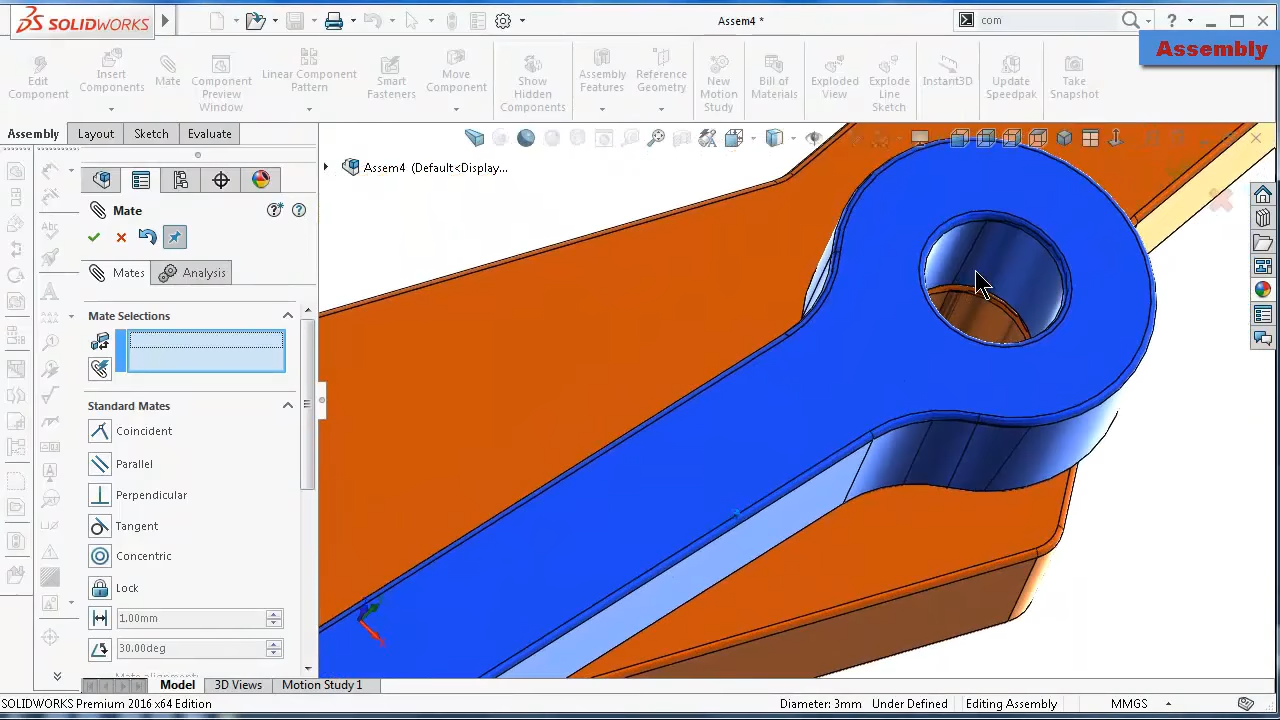 SOLIDWORKS
Assem4 *
com
Assembly
Edit Component
Insert Components
Mate
Component Preview Window
Linear Component Pattern
Smart Fasteners
Move Component
Show Hidden Components
Assembly Features
Reference Geometry
New Motion Study
Bill of Materials
Exploded View
Explode Line Sketch
Instant3D
Update Speedpak
Take Snapshot
Assembly
Layout
Sketch
Evaluate
Assem4 (Default<Display...
Mate
Mates
Analysis
Mate Selections
Standard Mates
Coincident
Parallel
Perpendicular
Tangent
Concentric
Lock
1.00mm
30.00deg
Model
3D Views
Motion Study 1
SOLIDWORKS Premium 2016 x64 Edition
Diameter: 3mm
Under Defined
Editing Assembly
MMGS